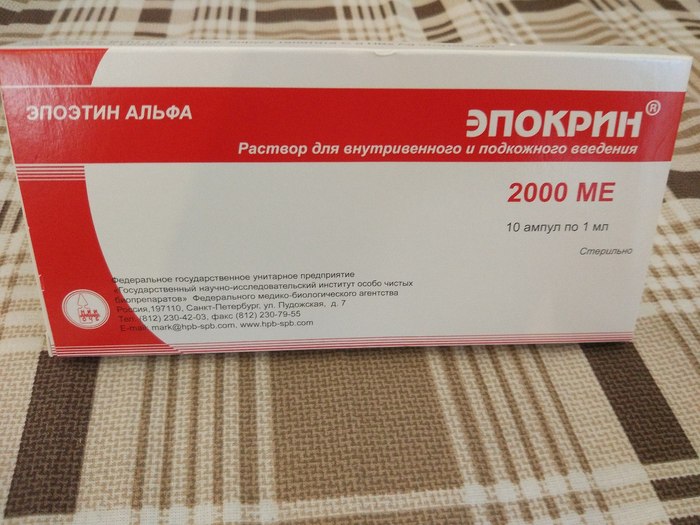 ЭПОЭТИН АЛЬФА
ЭПОКРИН®
Раствор для внутривенного и подкожного введения
2000 МЕ
10 ампул по 1 мл
Стерильно
Федеральное государственное унитарное предприятие
«Государственный научно-исследовательский институт особо чистых
биопрепаратов» Федерального медико-биологического агентства
Россия,197110, Санкт-Петербург, ул. Пудожская, д. 7
Тел. (812) 230-42-03, факс (812) 230-79-55
E-mail: mark@hpb-spb.com, www.hpb-spb.com